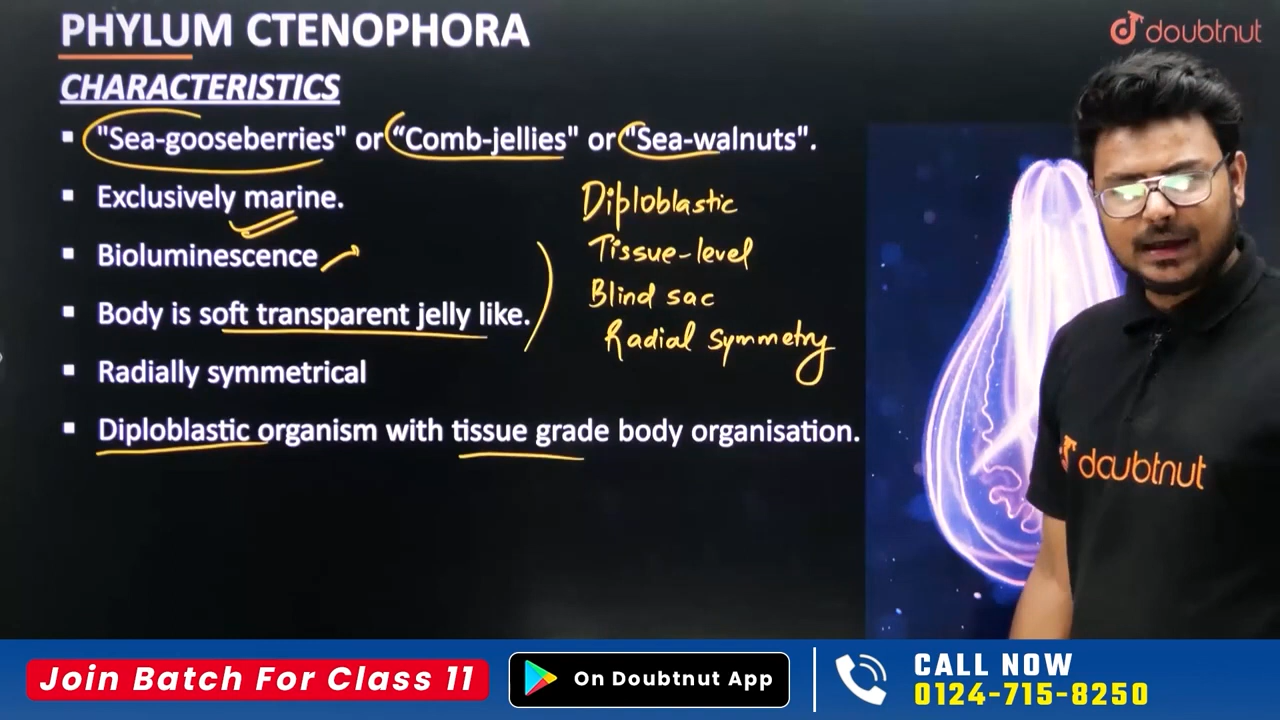 PHYLUM CTENOPHORA
doubtnut
CHARACTERISTICS
▪ "Sea-gooseberries" or “Comb-jellies" or "Sea-walnuts".
▪ Exclusively marine.
▪ Bioluminescence
▪ Body is soft transparent jelly like.
▪ Radially symmetrical
▪ Diploblastic organism with tissue grade body organisation.
Diploblastic
Tissue-level
Blind sac
Radial symmetry
doubtnut
Join Batch For Class 11
On Doubtnut App
CALL NOW
0124-715-8250